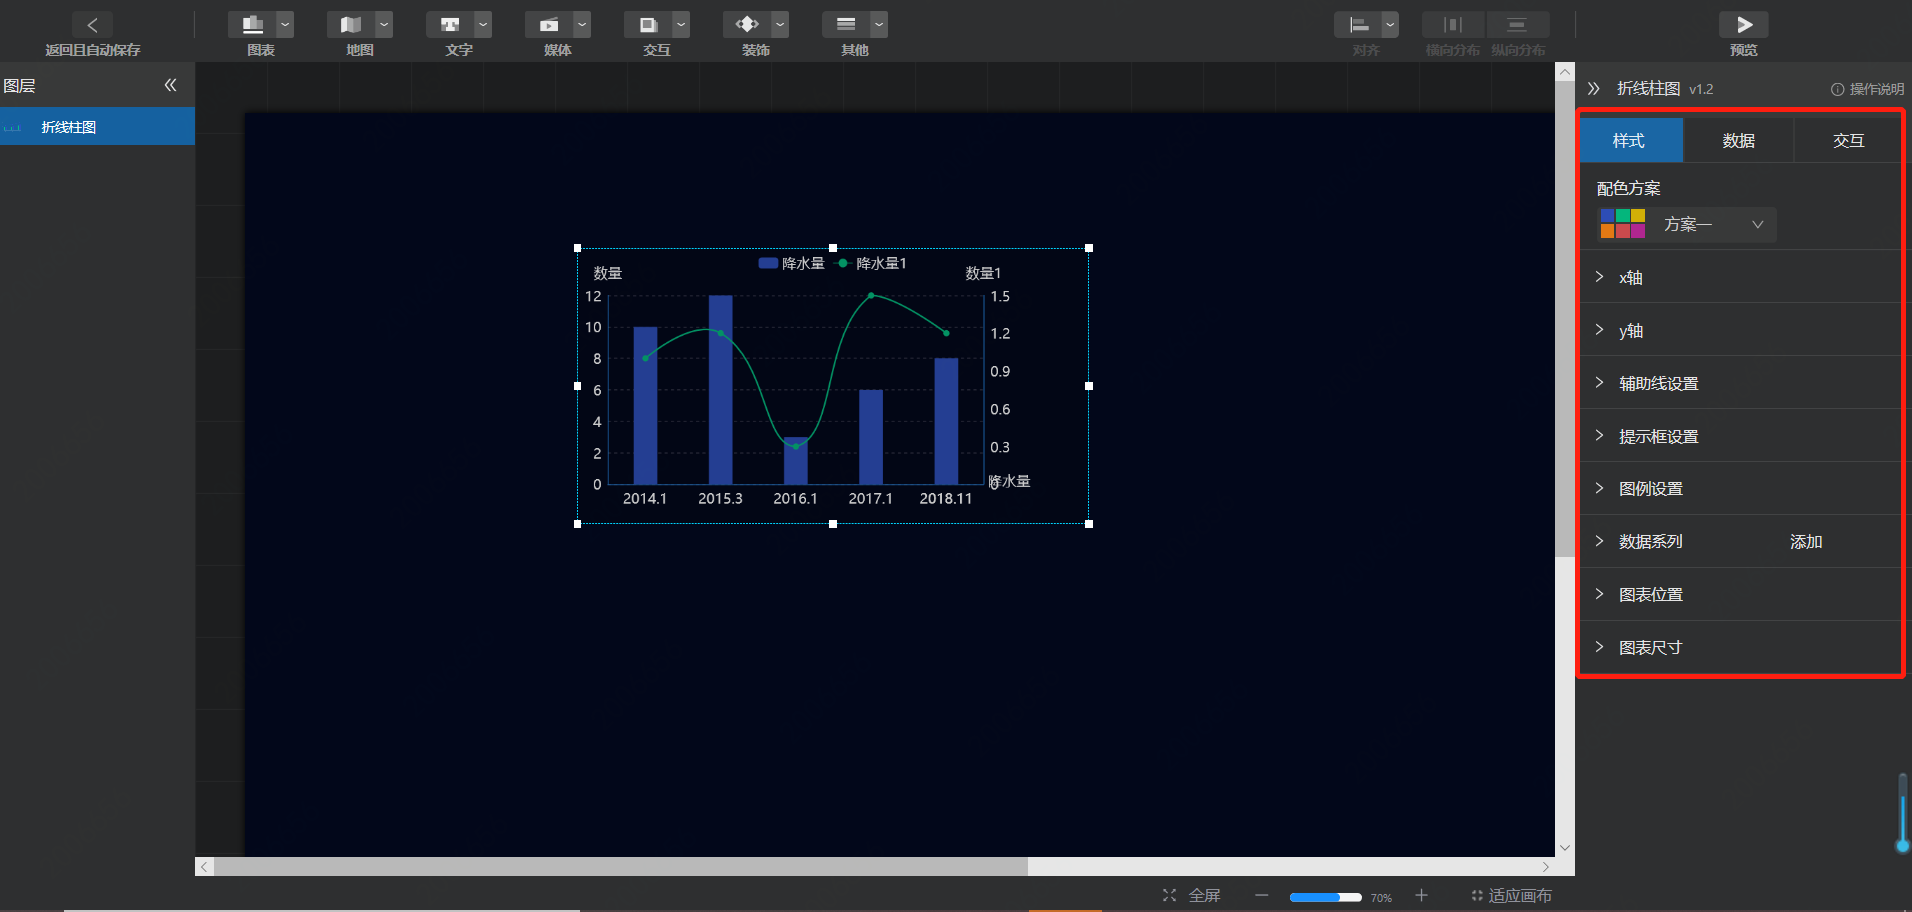 返回且自动保存
图表
地图
文字
媒体
交互
装饰
其他
对齐
横向分布
纵向分布
预览
图层
折线柱图
折线柱图 v1.2
操作说明
样式
数据
交互
配色方案
方案一
x轴
y轴
辅助线设置
提示框设置
图例设置
数据系列
添加
图表位置
图表尺寸
降水量
降水量1
数量
数量1
12
10
8
6
4
2
0
1.5
1.2
0.9
0.6
0.3
0
降水量
2014.1
2015.3
2016.1
2017.1
2018.11
全屏
70%
适应画布